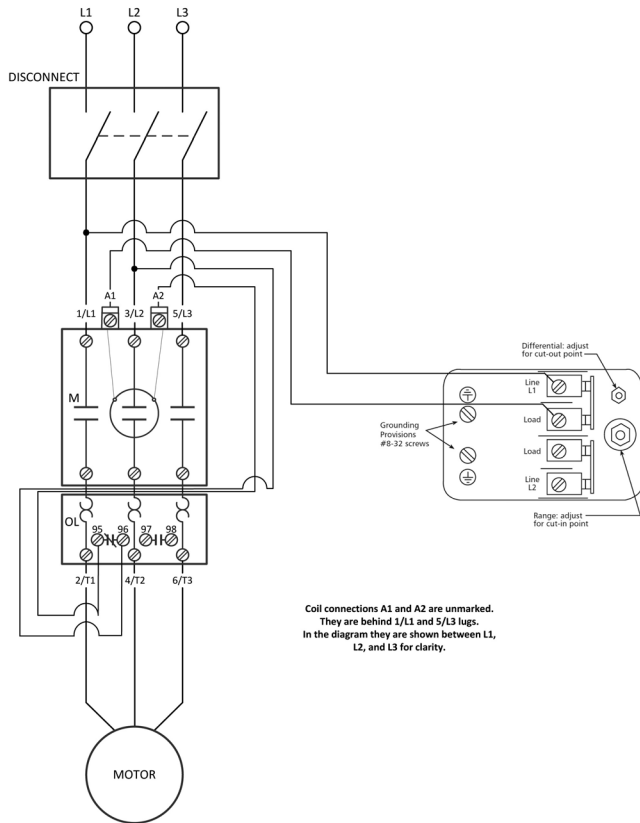 L1 L2 L3
DISCONNECT
A1 A2
1/L1 3/L2 5/L3
M
OL
95 96 97 98
2/T1 4/T2 6/T3
MOTOR
Differential: adjust
for cut-out point
Line
L1
Load
Grounding
Provisions
#8-32 screws
Load
Line
L2
Range: adjust
for cut-in point
Coil connections A1 and A2 are unmarked.
They are behind 1/L1 and 5/L3 lugs.
In the diagram they are shown between L1,
L2, and L3 for clarity.